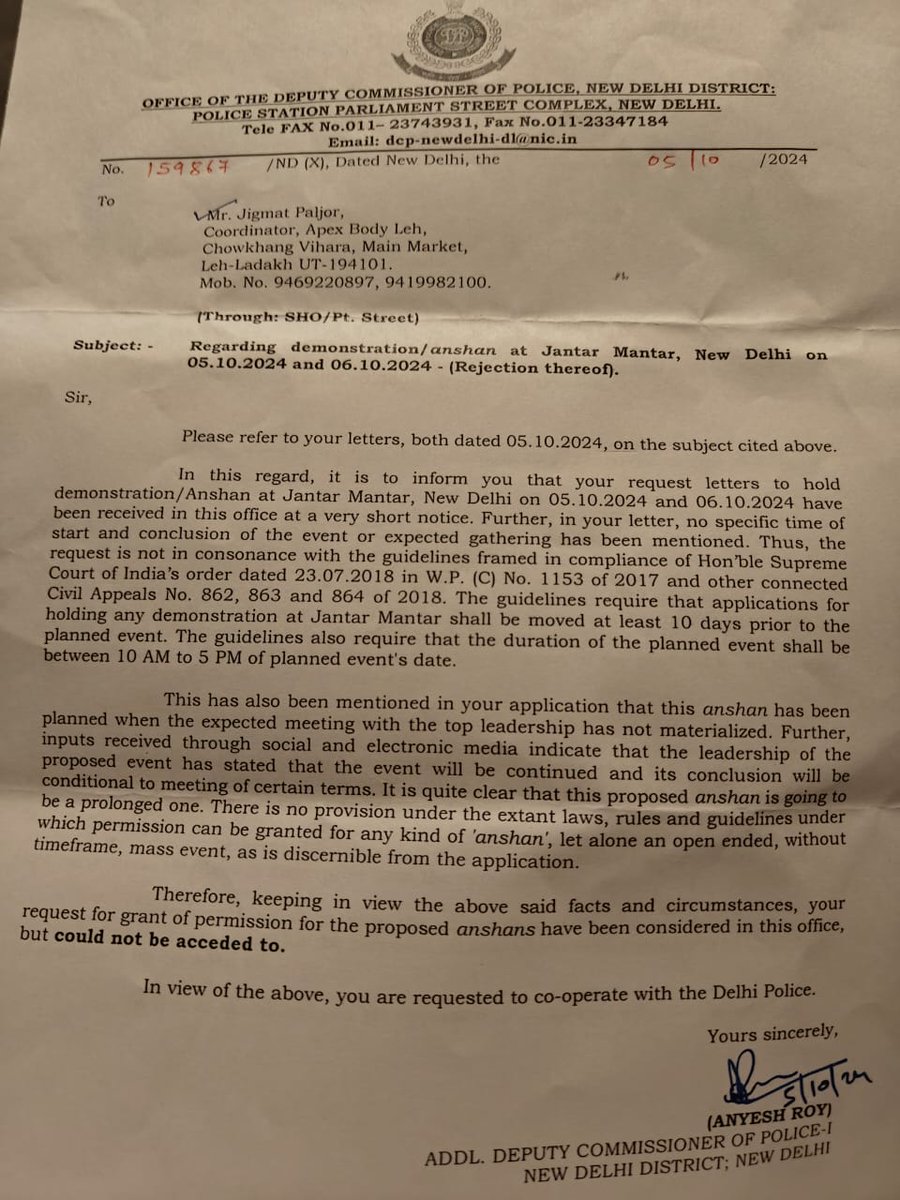 OFFICE OF THE DEPUTY COMMISSIONER OF POLICE, NEW DELHI DISTRICT:
POLICE STATION PARLIAMENT STREET COMPLEX, NEW DELHI.
Tele FAX No.011– 23743931, Fax No.011-23347184
Email: dcp-newdelhi-dl@nic.in
No. 159867 /ND (X), Dated New Delhi, the 05/10 /2024
To
Mr. Jigmat Paljor,
Coordinator, Apex Body Leh,
Chowkhang Vihara, Main Market,
Leh-Ladakh UT-194101.
Mob. No. 9469220897, 9419982100.
(Through: SHO/Pt. Street)
Subject: - Regarding demonstration/anshan at Jantar Mantar, New Delhi on
05.10.2024 and 06.10.2024 - (Rejection thereof).
Sir,
Please refer to your letters, both dated 05.10.2024, on the subject cited above.
In this regard, it is to inform you that your request letters to hold
demonstration/Anshan at Jantar Mantar, New Delhi on 05.10.2024 and 06.10.2024 have
been received in this office at a very short notice. Further, in your letter, no specific time of
start and conclusion of the event or expected gathering has been mentioned. Thus, the
request is not in consonance with the guidelines framed in compliance of Hon'ble Supreme
Court of India's order dated 23.07.2018 in W.P. (C) No. 1153 of 2017 and other connected
Civil Appeals No. 862, 863 and 864 of 2018. The guidelines require that applications for
holding any demonstration at Jantar Mantar shall be moved at least 10 days prior to the
planned event. The guidelines also require that the duration of the planned event shall be
between 10 AM to 5 PM of planned event's date.
This has also been mentioned in your application that this anshan has been
planned when the expected meeting with the top leadership has not materialized. Further,
inputs received through social and electronic media indicate that the leadership of the
proposed event has stated that the event will be continued and its conclusion will be
conditional to meeting of certain terms. It is quite clear that this proposed anshan is going to
be a prolonged one. There is no provision under the extant laws, rules and guidelines under
which permission can be granted for any kind of 'anshan', let alone an open ended, without
timeframe, mass event, as is discernible from the application.
Therefore, keeping in view the above said facts and circumstances, your
request for grant of permission for the proposed anshans have been considered in this office,
but could not be acceded to.
In view of the above, you are requested to co-operate with the Delhi Police.
Yours sincerely,
5/10/24
(ANYESH ROY)
ADDL. DEPUTY COMMISSIONER OF POLICE-I
NEW DELHI DISTRICT; NEW DELHI